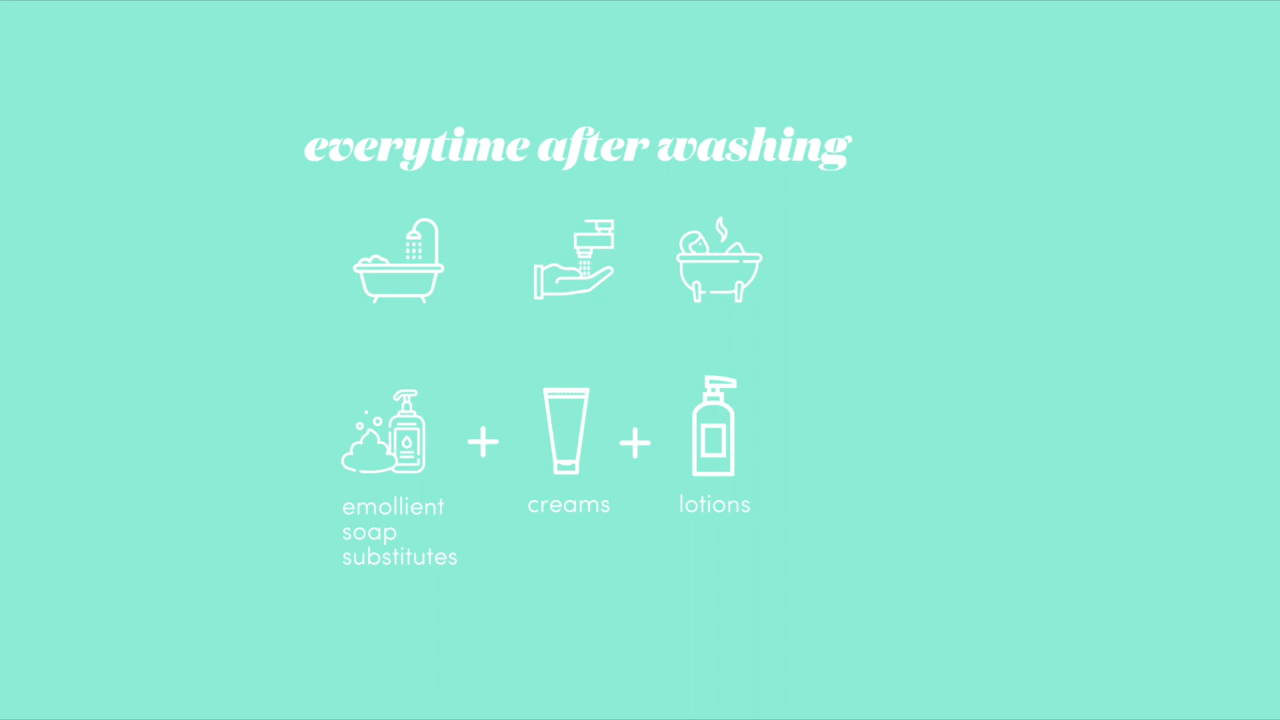 everytime after washing
emollient
soap
substitutes
+
creams
+
lotions